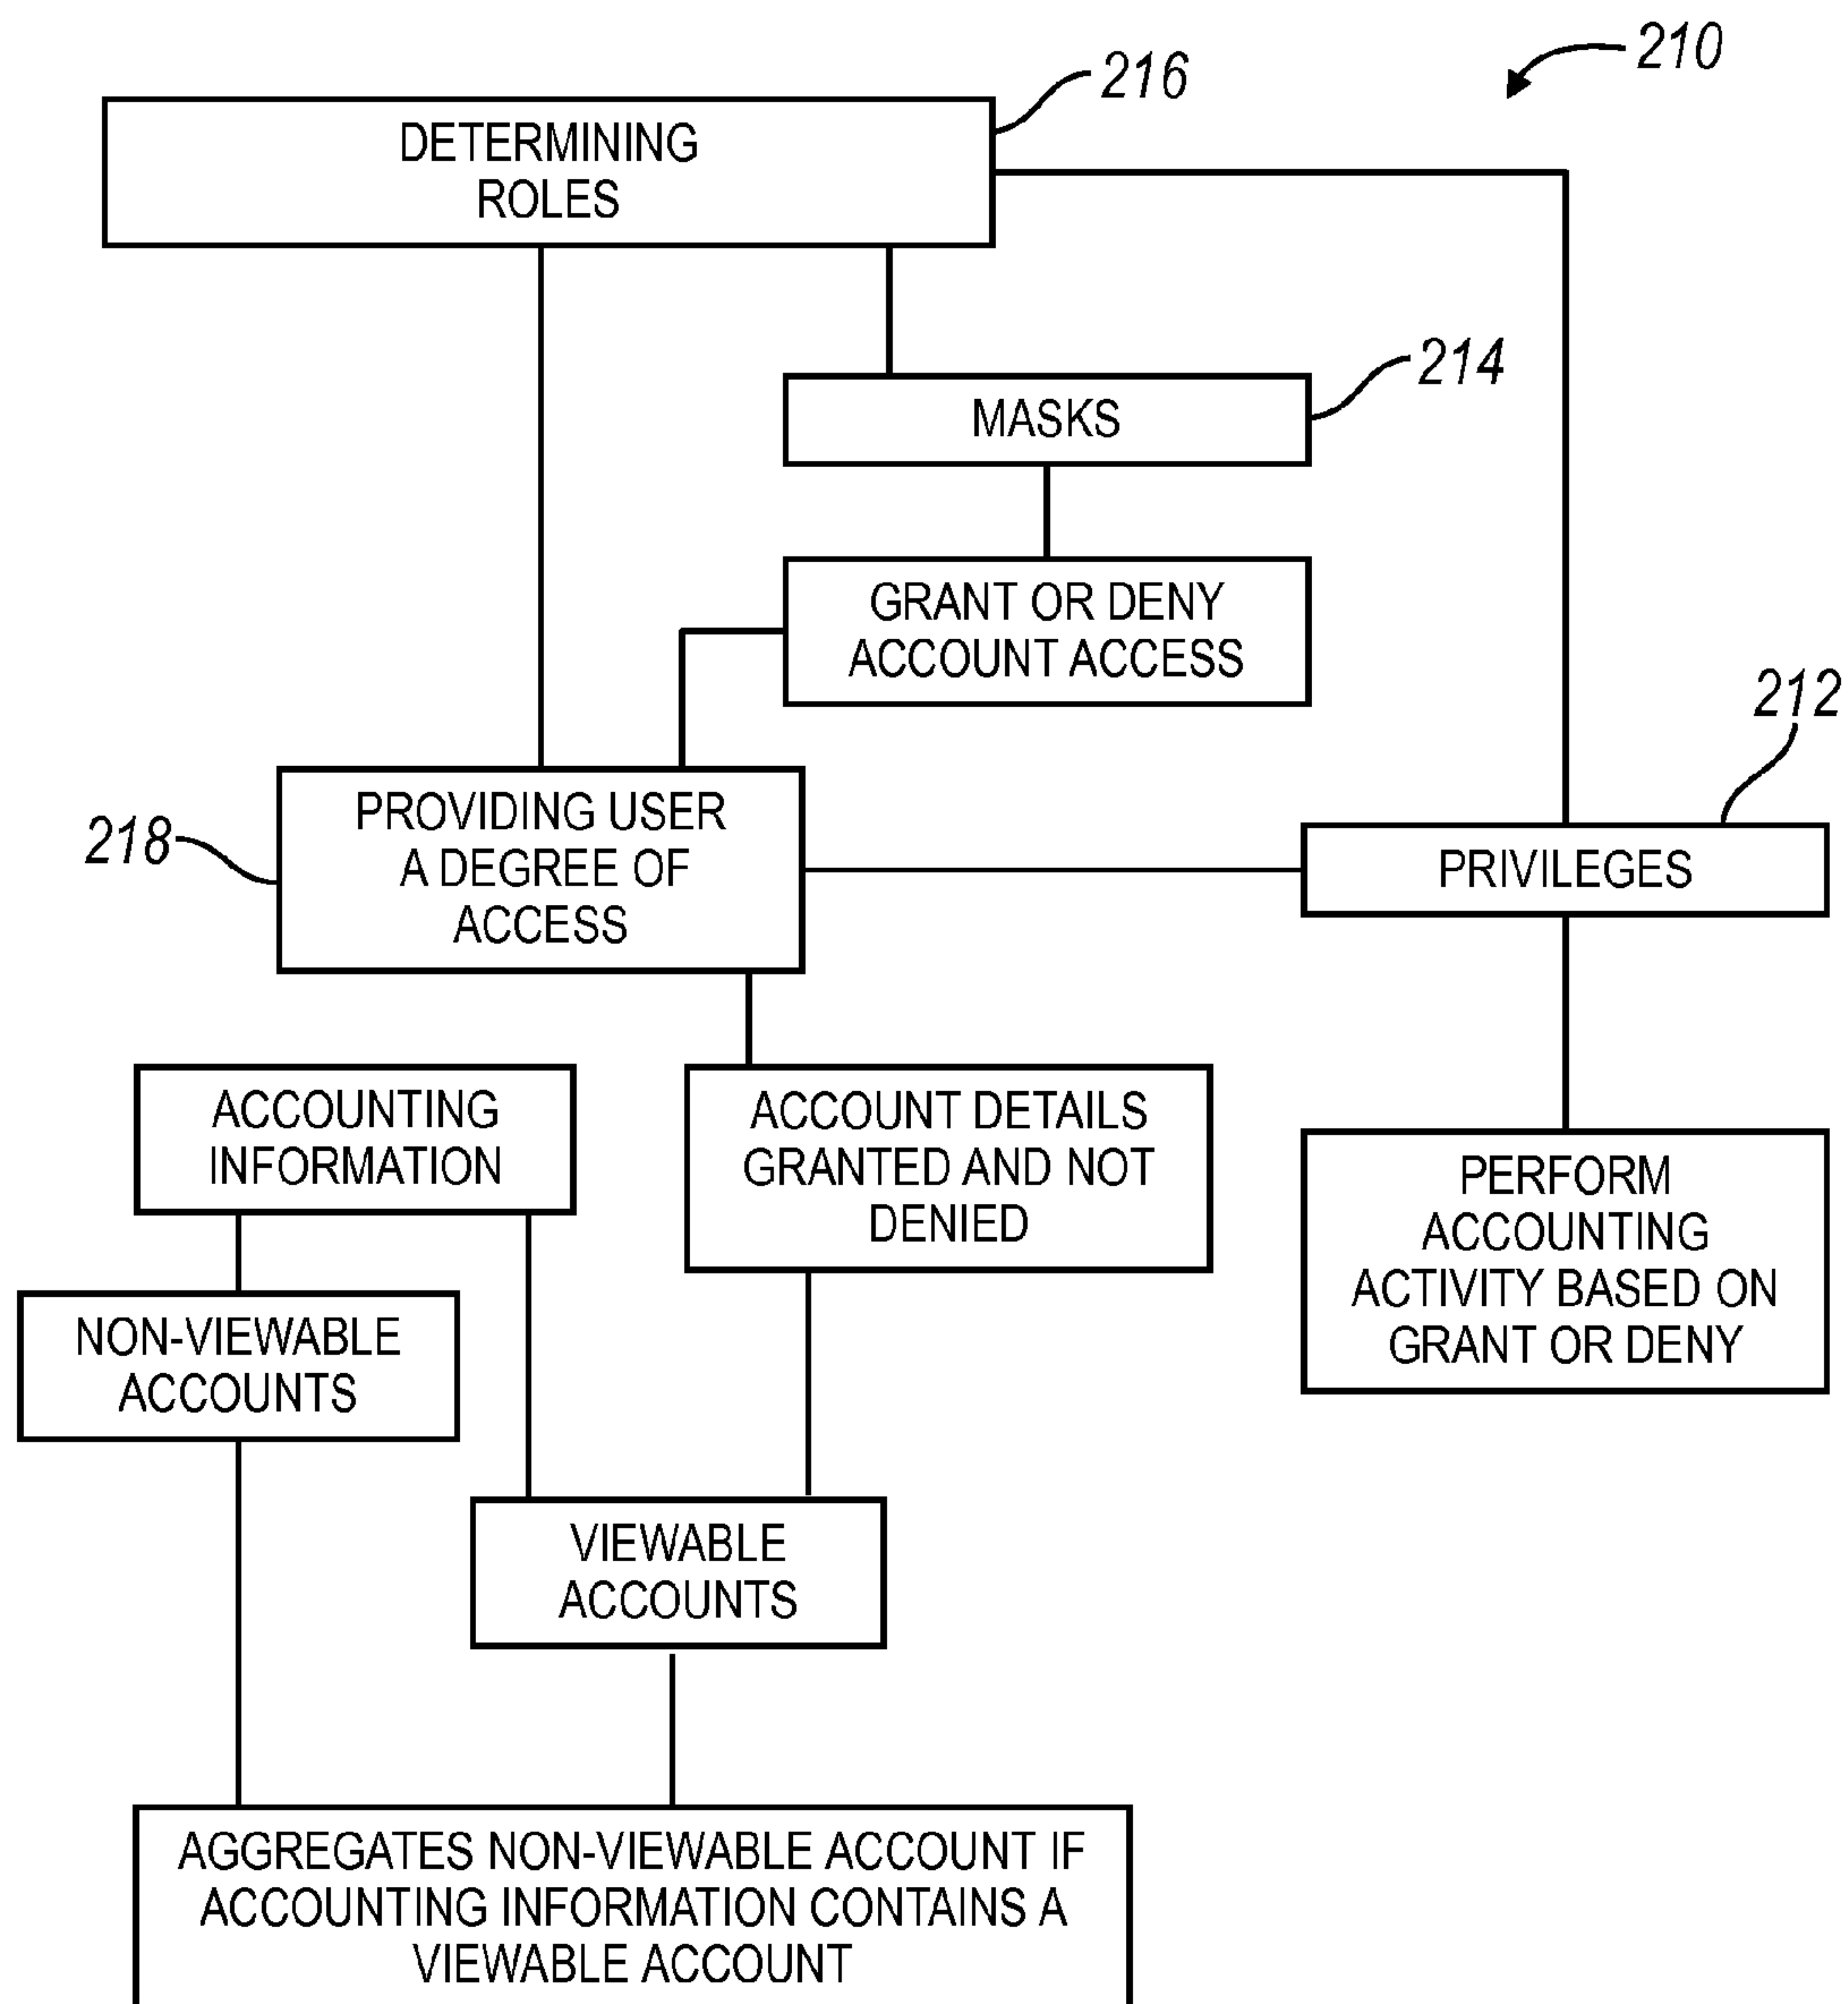 210
216
DETERMINING
ROLES
214
MASKS
GRANT OR DENY
ACCOUNT ACCESS
212
218
PROVIDING USER
A DEGREE OF
ACCESS
PRIVILEGES
ACCOUNTING
INFORMATION
ACCOUNT DETAILS
GRANTED AND NOT
DENIED
PERFORM
ACCOUNTING
ACTIVITY BASED ON
GRANT OR DENY
NON-VIEWABLE
ACCOUNTS
VIEWABLE
ACCOUNTS
AGGREGATES NON-VIEWABLE ACCOUNT IF
ACCOUNTING INFORMATION CONTAINS A
VIEWABLE ACCOUNT